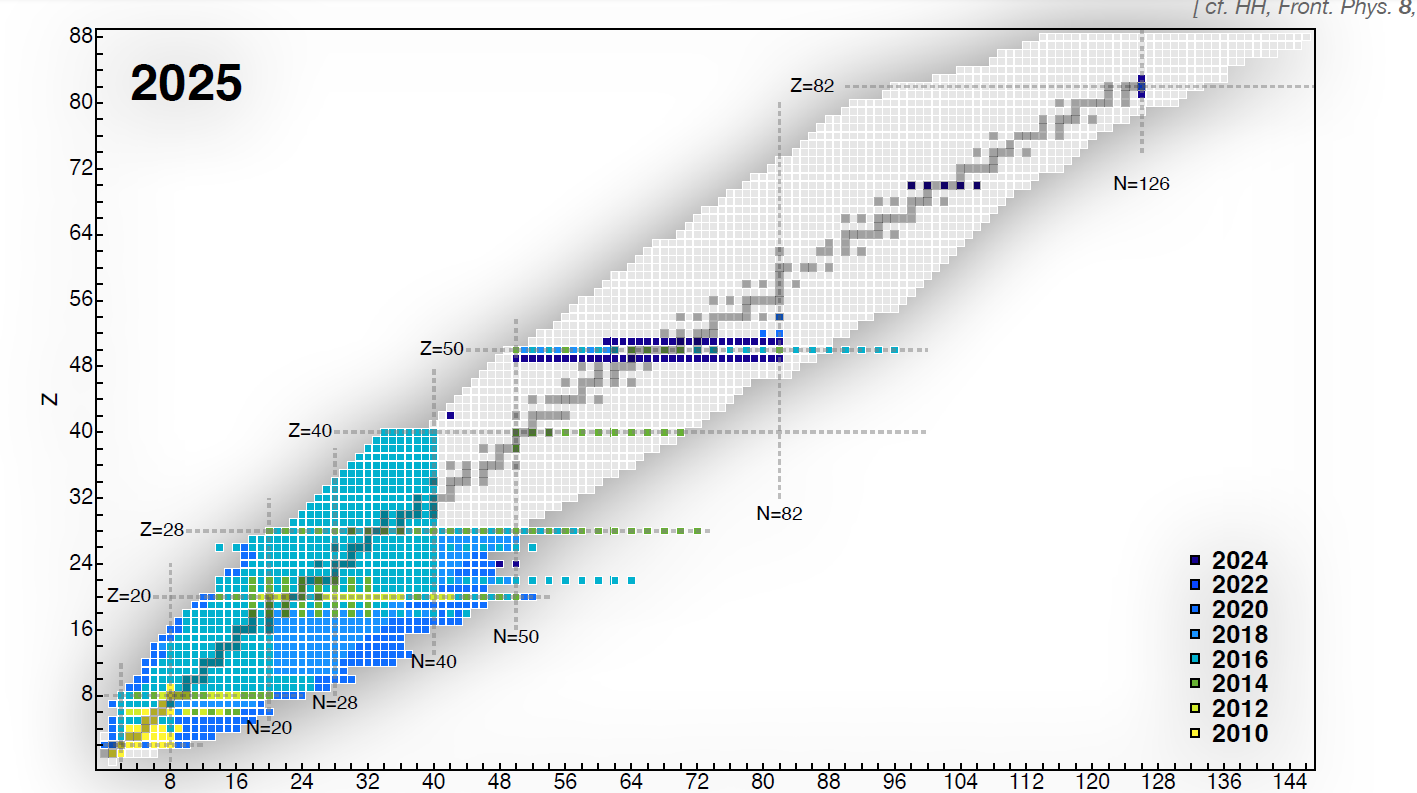 [ cf. HH, Front. Phys. 8,
2025
88
80
72
64
56
48
40
32
24
16
8
Z
Z=82
N=126
Z=50
Z=40
N=82
Z=28
Z=20
N=50
N=40
N=28
N=20
2024
2022
2020
2018
2016
2014
2012
2010
8 16 24 32 40 48 56 64 72 80 88 96 104 112 120 128 136 144